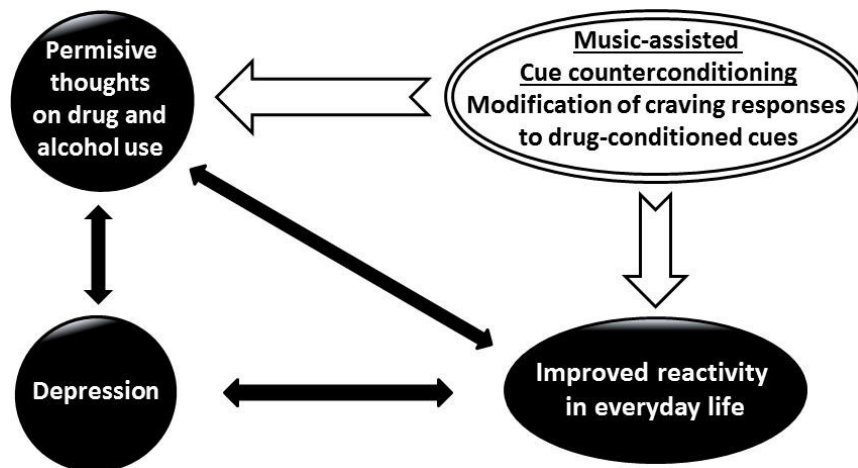 Permisive
thoughts
on drug and
alcohol use
Music-assisted
Cue counterconditioning
Modification of craving responses
to drug-conditioned cues
Depression
Improved reactivity
in everyday life